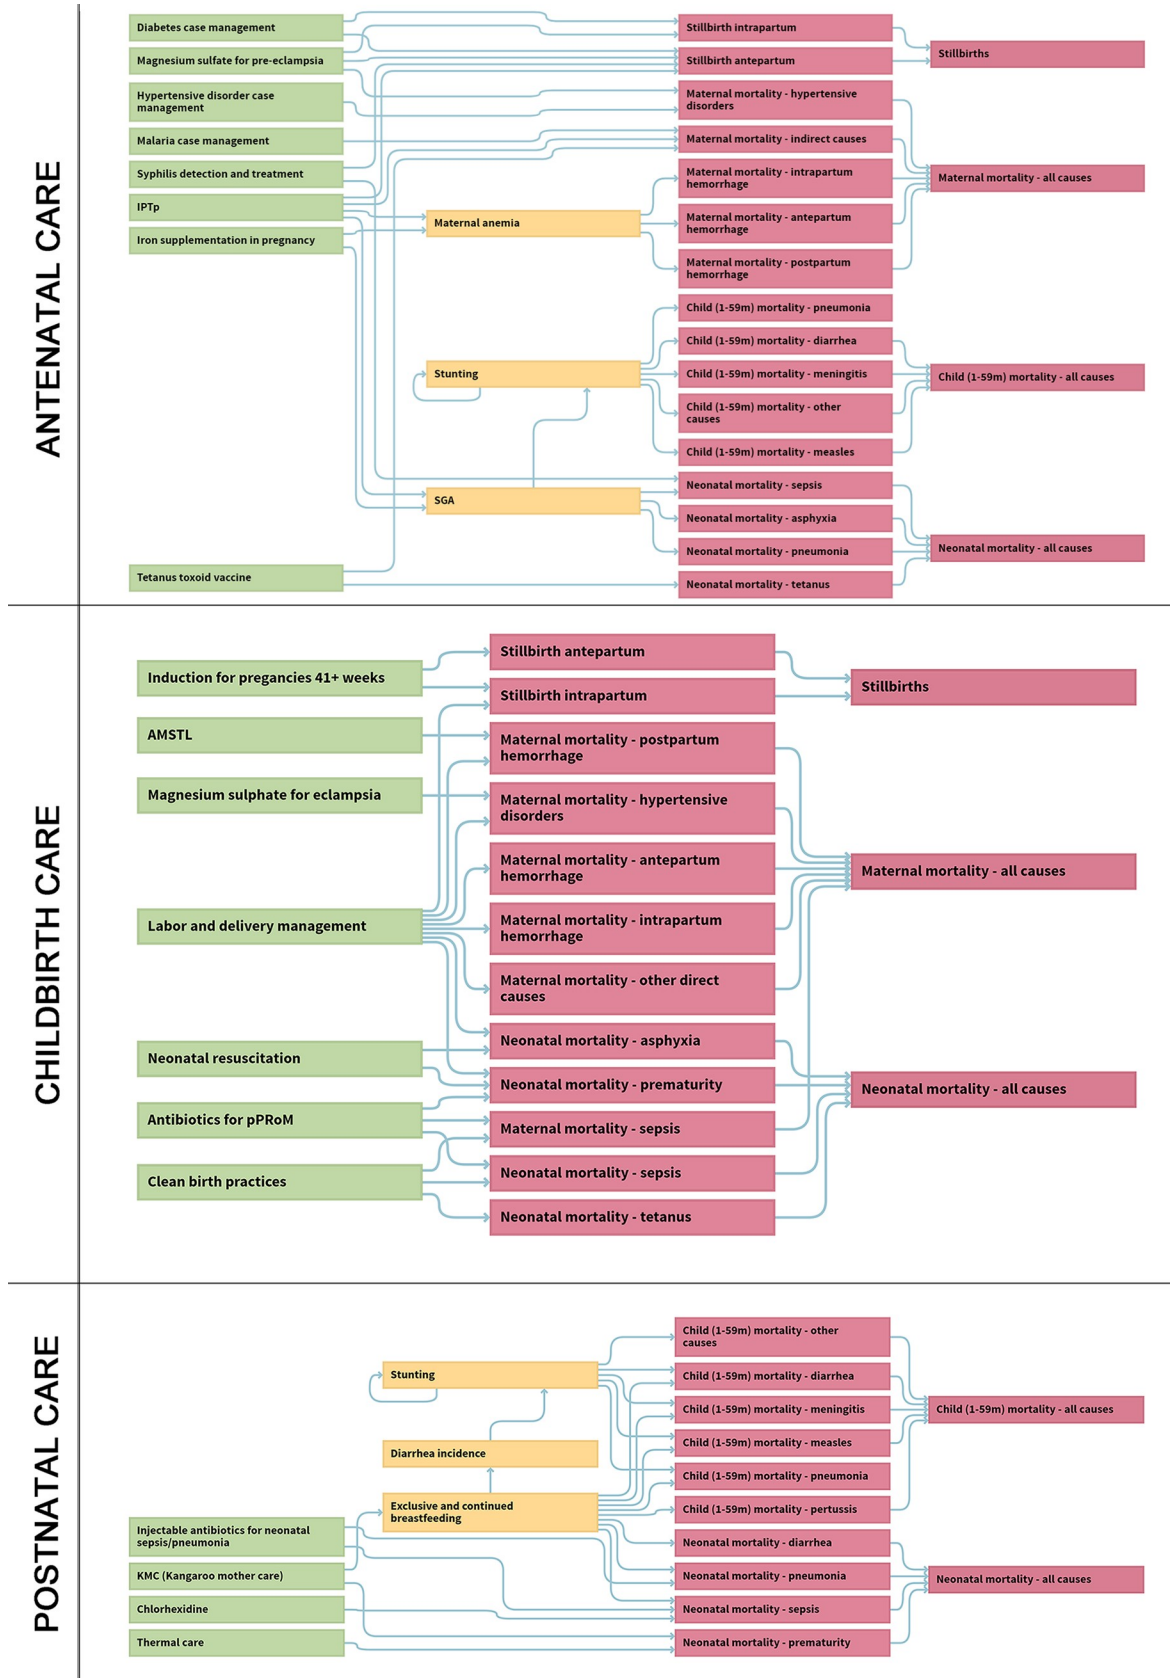 ANTENATAL CARE
Diabetes case management
Magnesium sulfate for pre-eclampsia
Hypertensive disorder case
management
Malaria case management
Syphilis detection and treatment
IPTp
Iron supplementation in pregnancy
Tetanus toxoid vaccine
Maternal anemia
Stunting
SGA
Stillbirth intrapartum
Stillbirth antepartum
Maternal mortality - hypertensive
disorders
Maternal mortality - indirect causes
Maternal mortality - intrapartum
hemorrhage
Maternal mortality - antepartum
hemorrhage
Maternal mortality - postpartum
hemorrhage
Child (1-59m) mortality - pneumonia
Child (1-59m) mortality - diarrhea
Child (1-59m) mortality - meningitis
Child (1-59m) mortality - other
causes
Child (1-59m) mortality - measles
Neonatal mortality - sepsis
Neonatal mortality - asphyxia
Neonatal mortality - pneumonia
Neonatal mortality - tetanus
Stillbirths
Maternal mortality - all causes
Child (1-59m) mortality - all causes
Neonatal mortality - all causes
CHILDBIRTH CARE
Induction for pregancies 41+ weeks
AMSTL
Magnesium sulphate for eclampsia
Labor and delivery management
Neonatal resuscitation
Antibiotics for pPRoM
Clean birth practices
Stillbirth antepartum
Stillbirth intrapartum
Maternal mortality - postpartum
hemorrhage
Maternal mortality - hypertensive
disorders
Maternal mortality - antepartum
hemorrhage
Maternal mortality - intrapartum
hemorrhage
Maternal mortality - other direct
causes
Neonatal mortality - asphyxia
Neonatal mortality - prematurity
Maternal mortality - sepsis
Neonatal mortality - sepsis
Neonatal mortality - tetanus
Stillbirths
Maternal mortality - all causes
Neonatal mortality - all causes
POSTNATAL CARE
Injectable antibiotics for neonatal
sepsis/pneumonia
KMC (Kangaroo mother care)
Chlorhexidine
Thermal care
Stunting
Diarrhea incidence
Exclusive and continued
breastfeeding
Child (1-59m) mortality - other
causes
Child (1-59m) mortality - diarrhea
Child (1-59m) mortality - meningitis
Child (1-59m) mortality - measles
Child (1-59m) mortality - pneumonia
Child (1-59m) mortality - pertussis
Neonatal mortality - diarrhea
Neonatal mortality - pneumonia
Neonatal mortality - sepsis
Neonatal mortality - prematurity
Child (1-59m) mortality - all causes
Neonatal mortality - all causes